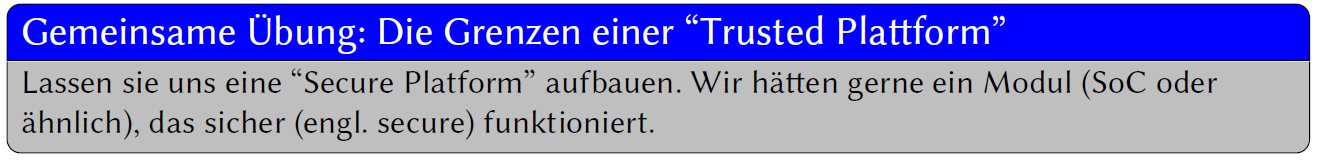 Gemeinsame Übung: Die Grenzen einer “Trusted Plattform”
Lassen sie uns eine “Secure Platform” aufbauen. Wir hätten gerne ein Modul (SoC oder
ähnlich), das sicher (engl. secure) funktioniert.